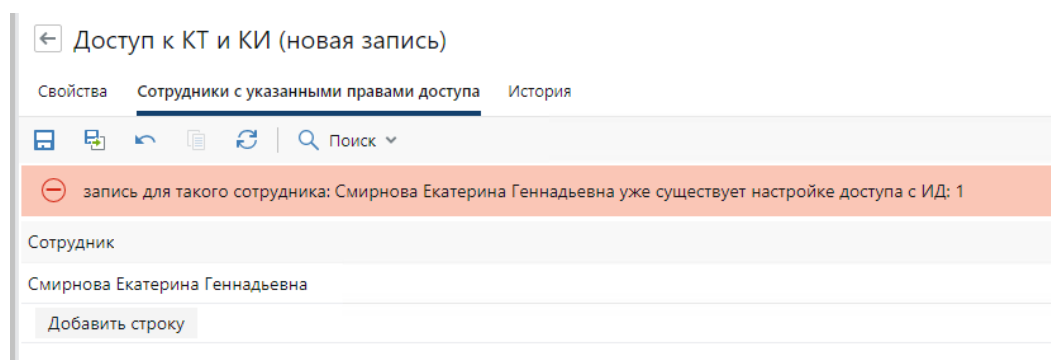 Доступ к КТ и КИ (новая запись)
Свойства Сотрудники с указанными правами доступа История
Поиск
запись для такого сотрудника: Смирнова Екатерина Геннадьевна уже существует настройке доступа с ИД: 1
Сотрудник
Смирнова Екатерина Геннадьевна
Добавить строку